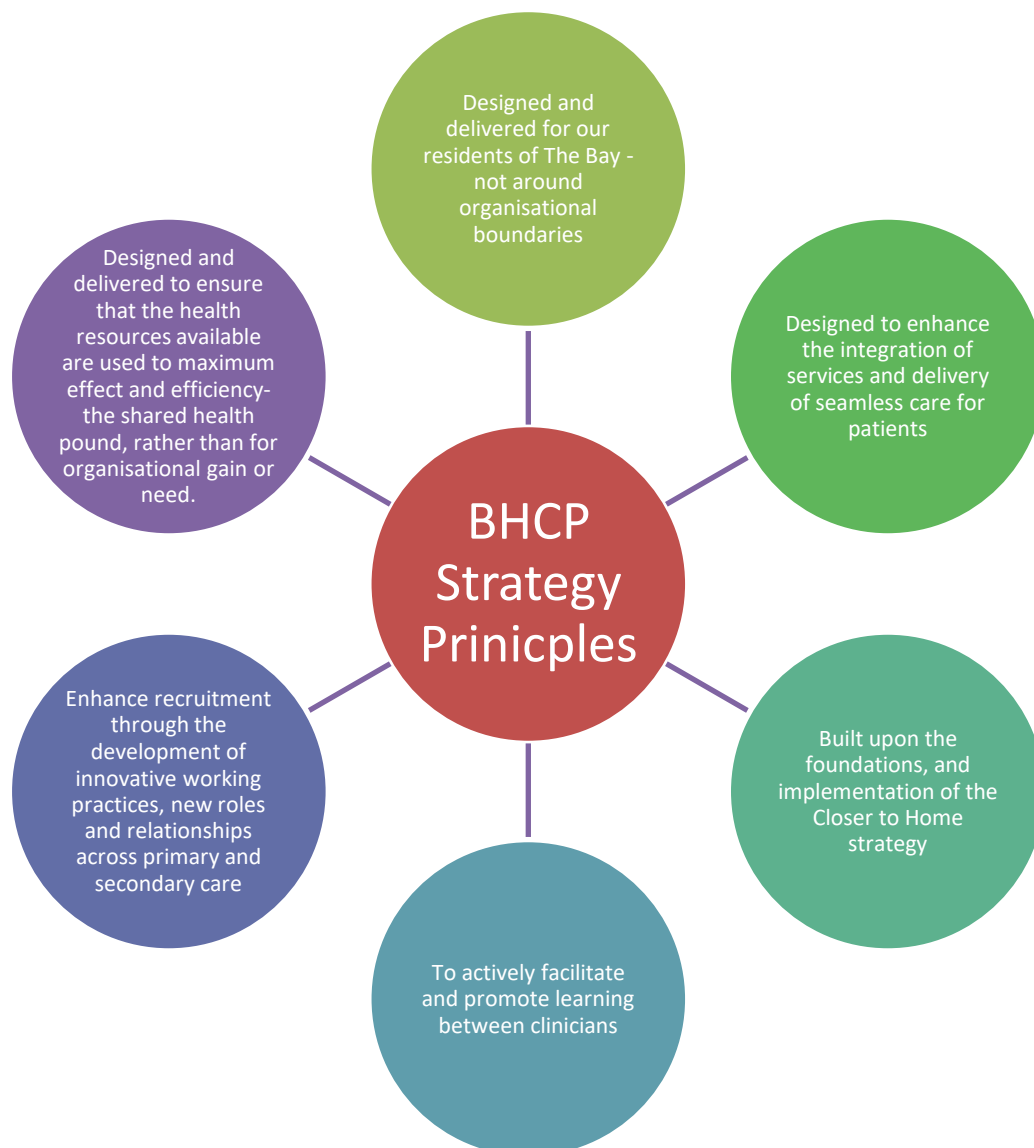 Designed and
delivered for our
residents of The Bay -
not around
organisational
boundaries
Designed to enhance
the integration of
services and delivery
of seamless care for
patients
Built upon the
foundations, and
implementation of the
Closer to Home
strategy
To actively facilitate
and promote learning
between clinicians
Enhance recruitment
through the
development of
innovative working
practices, new roles
and relationships
across primary and
secondary care
Designed and
delivered to ensure
that the health
resources available
are used to maximum
effect and efficiency-
the shared health
pound, rather than for
organisational gain or
need.
BHCP
Strategy
Prinicples